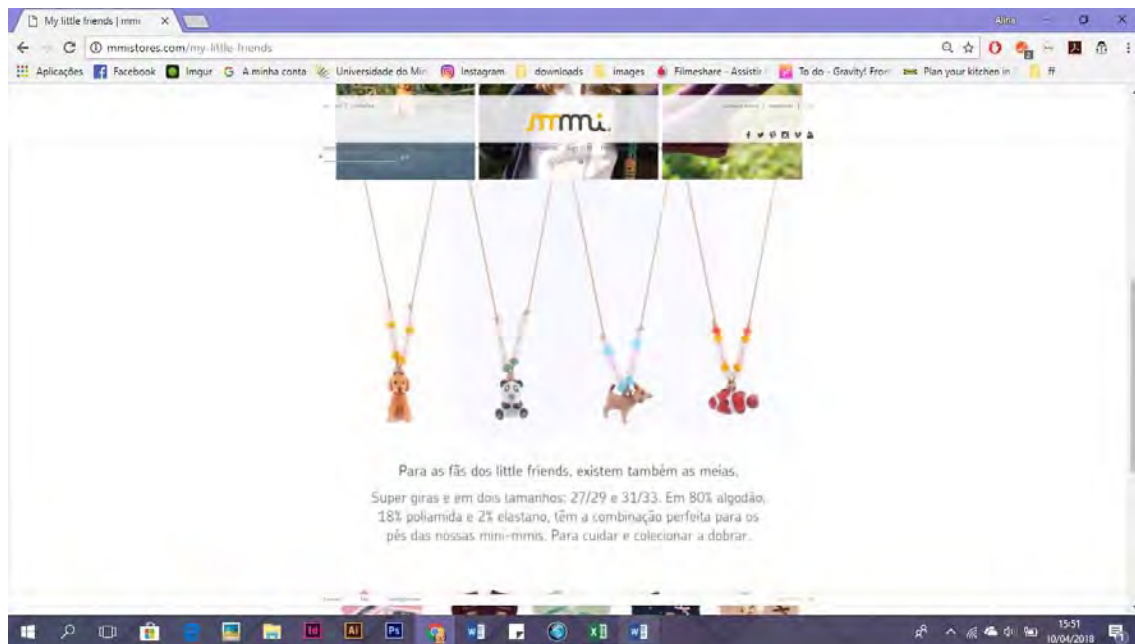 My little friends | mmi
Alina
mmistores.com/my-little-friends
Aplicações Facebook Imgur A minha conta Universidade do Min Instagram downloads images Filmeshare - Assistir To do - Gravity! From Plan your kitchen in ff
mmi.
Para as fãs dos little friends, existem também as meias.
Super giras e em dois tamanhos: 27/29 e 31/33. Em 80% algodão,
18% poliamida e 2% elastano, têm a combinação perfeita para os
pés das nossas mini-mmis. Para cuidar e colecionar a dobrar.
15:51
10/04/2018